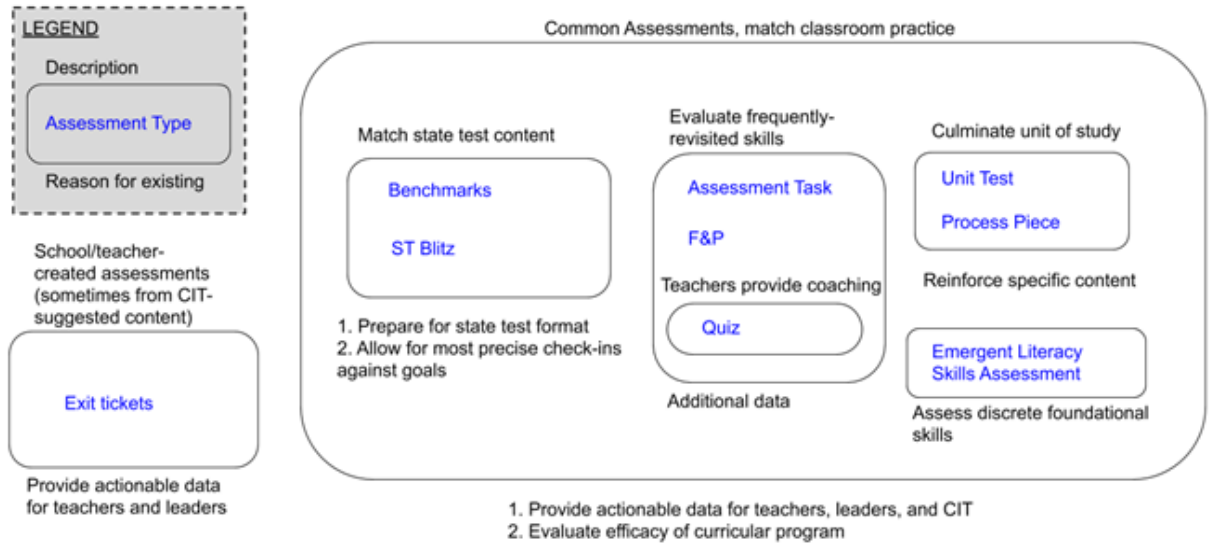 LEGEND
Description
Assessment Type
Reason for existing
School/teacher-
created assessments
(sometimes from CIT-
suggested content)
Exit tickets
Provide actionable data
for teachers and leaders
Common Assessments, match classroom practice
Match state test content
Benchmarks
ST Blitz
1. Prepare for state test format
2. Allow for most precise check-ins
against goals
Evaluate frequently-
revisited skills
Assessment Task
F&P
Teachers provide coaching
Quiz
Additional data
Culminate unit of study
Unit Test
Process Piece
Reinforce specific content
Emergent Literacy
Skills Assessment
Assess discrete foundational
skills
1. Provide actionable data for teachers, leaders, and CIT
2. Evaluate efficacy of curricular program